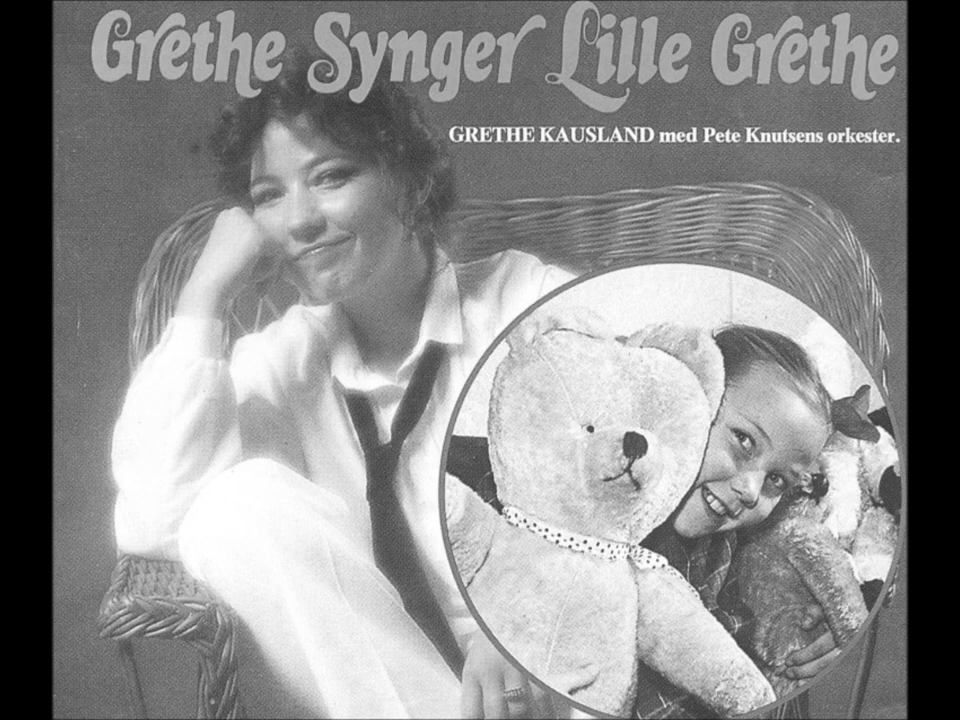 Grethe Synger Lille Grethe
GRETHE KAUSLAND med Pete Knutsens orkester.